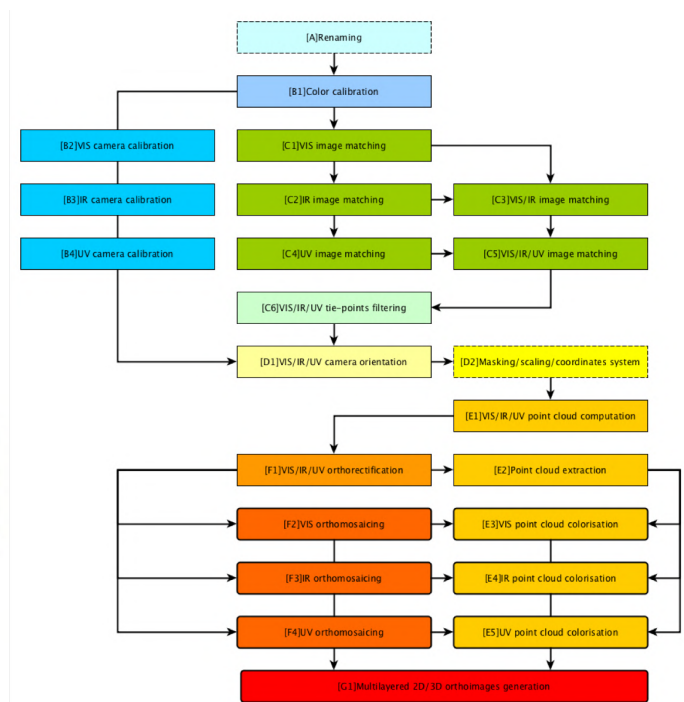 [A]Renaming
[B1]Color calibration
[B2]VIS camera calibration
[C1]VIS image matching
[B3]IR camera calibration
[C2]IR image matching
[C3]VIS/IR image matching
[B4]UV camera calibration
[C4]UV image matching
[C5]VIS/IR/UV image matching
[C6]VIS/IR/UV tie-points filtering
[D1]VIS/IR/UV camera orientation
[D2]Masking/scaling/coordinates system
[E1]VIS/IR/UV point cloud computation
[F1]VIS/IR/UV orthorectification
[E2]Point cloud extraction
[F2]VIS orthomosaicing
[E3]VIS point cloud colorisation
[F3]IR orthomosaicing
[E4]IR point cloud colorisation
[F4]UV orthomosaicing
[E5]UV point cloud colorisation
[G1]Multilayered 2D/3D orthoimages generation